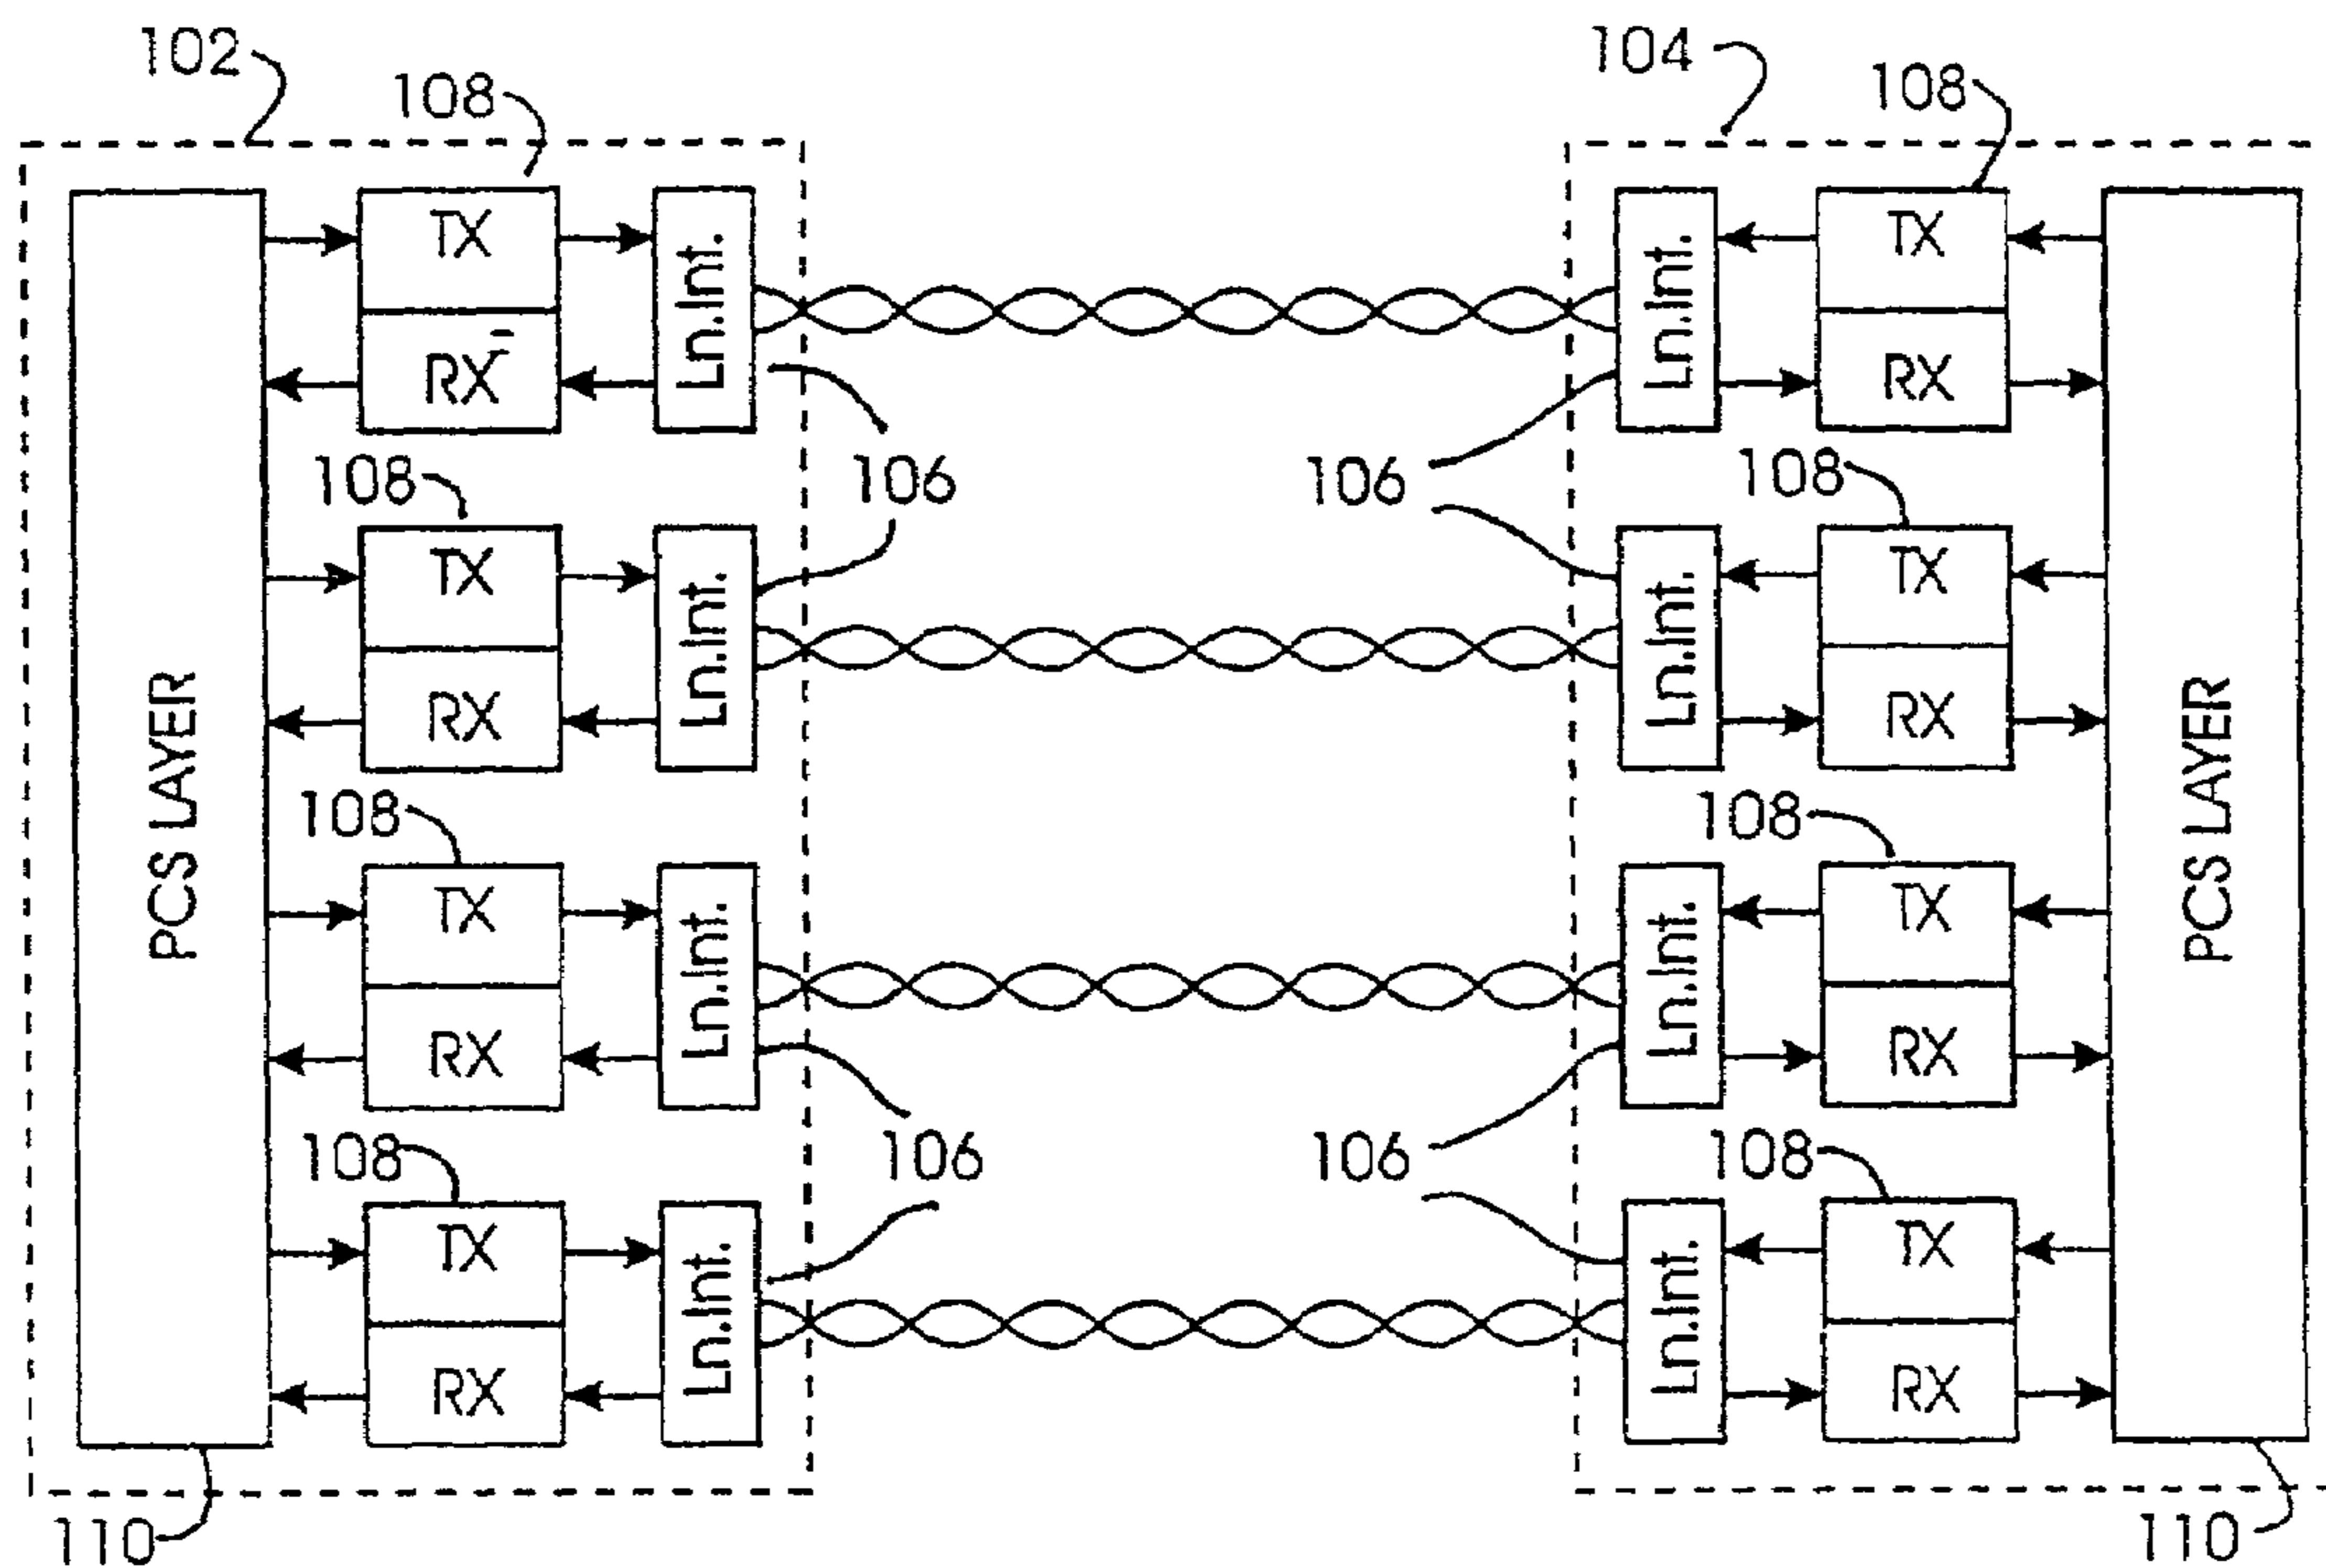 102
104
108
108
TX
Ln.Int.
Ln.Int.
TX
RX
RX
108
106
106
108
TX
Ln.Int.
Ln.Int.
TX
RX
RX
PCS LAYER
PCS LAYER
108
108
TX
Ln.Int.
Ln.Int.
TX
RX
RX
108
106
106
108
TX
Ln.Int.
Ln.Int.
TX
RX
RX
110
110